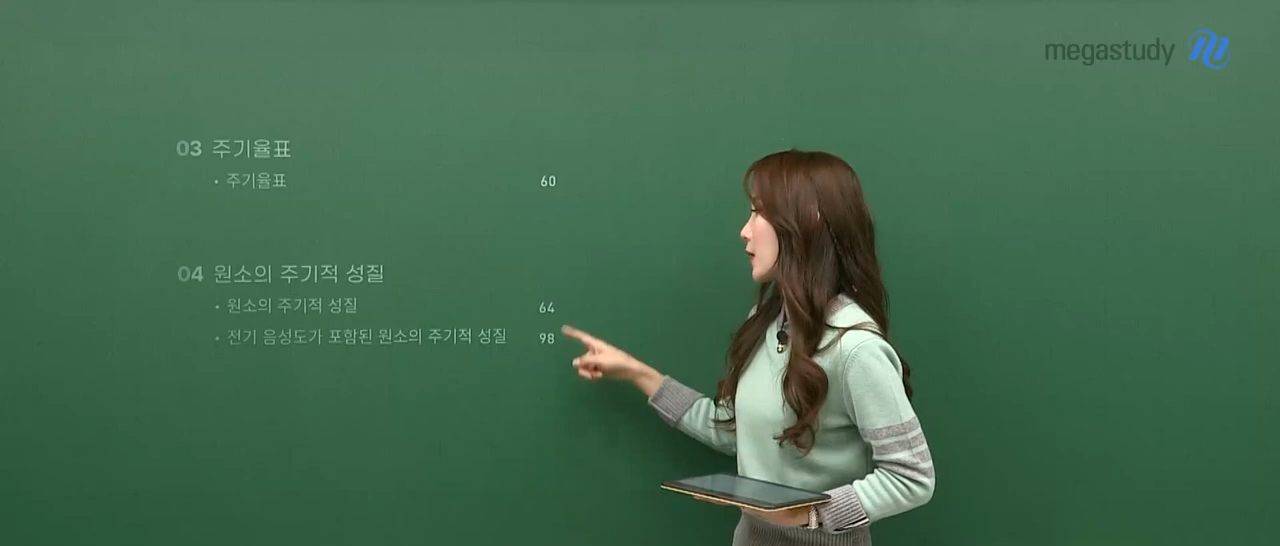 megastudy
03 주기율표
• 주기율표 60
04 원소의 주기적 성질
• 원소의 주기적 성질 64
• 전기 음성도가 포함된 원소의 주기적 성질 98